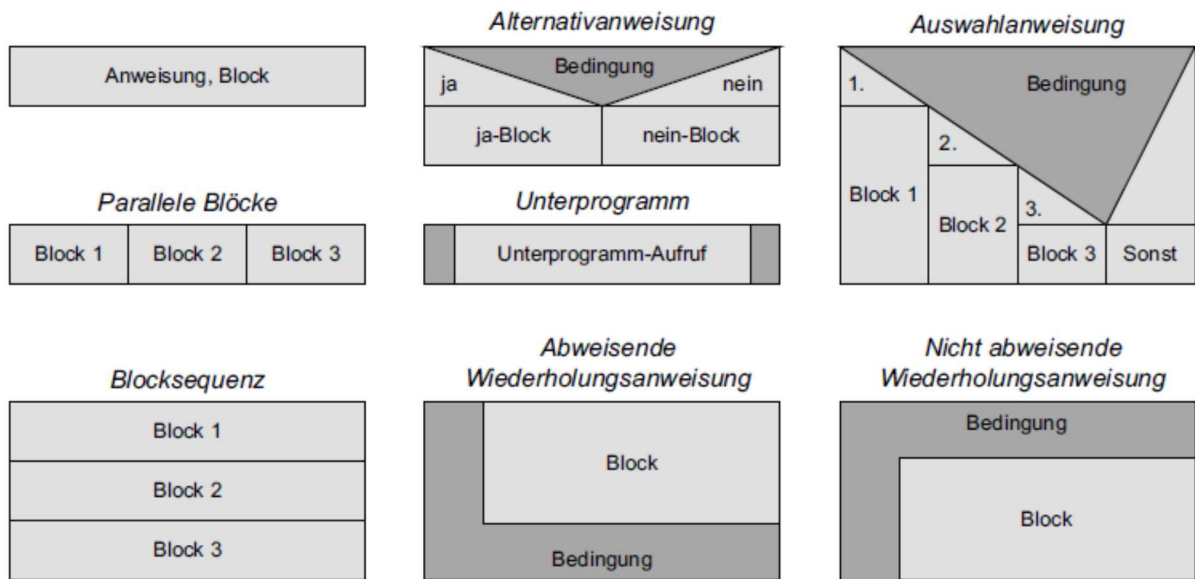 Alternativanweisung
Auswahlanweisung
Anweisung, Block
Bedingung
ja
nein
ja-Block
nein-Block
Bedingung
1.
2.
3.
Block 1
Block 2
Block 3
Sonst
Parallele Blöcke
Block 1
Block 2
Block 3
Unterprogramm
Unterprogramm-Aufruf
Blocksequenz
Block 1
Block 2
Block 3
Abweisende
Wiederholungsanweisung
Block
Bedingung
Nicht abweisende
Wiederholungsanweisung
Bedingung
Block